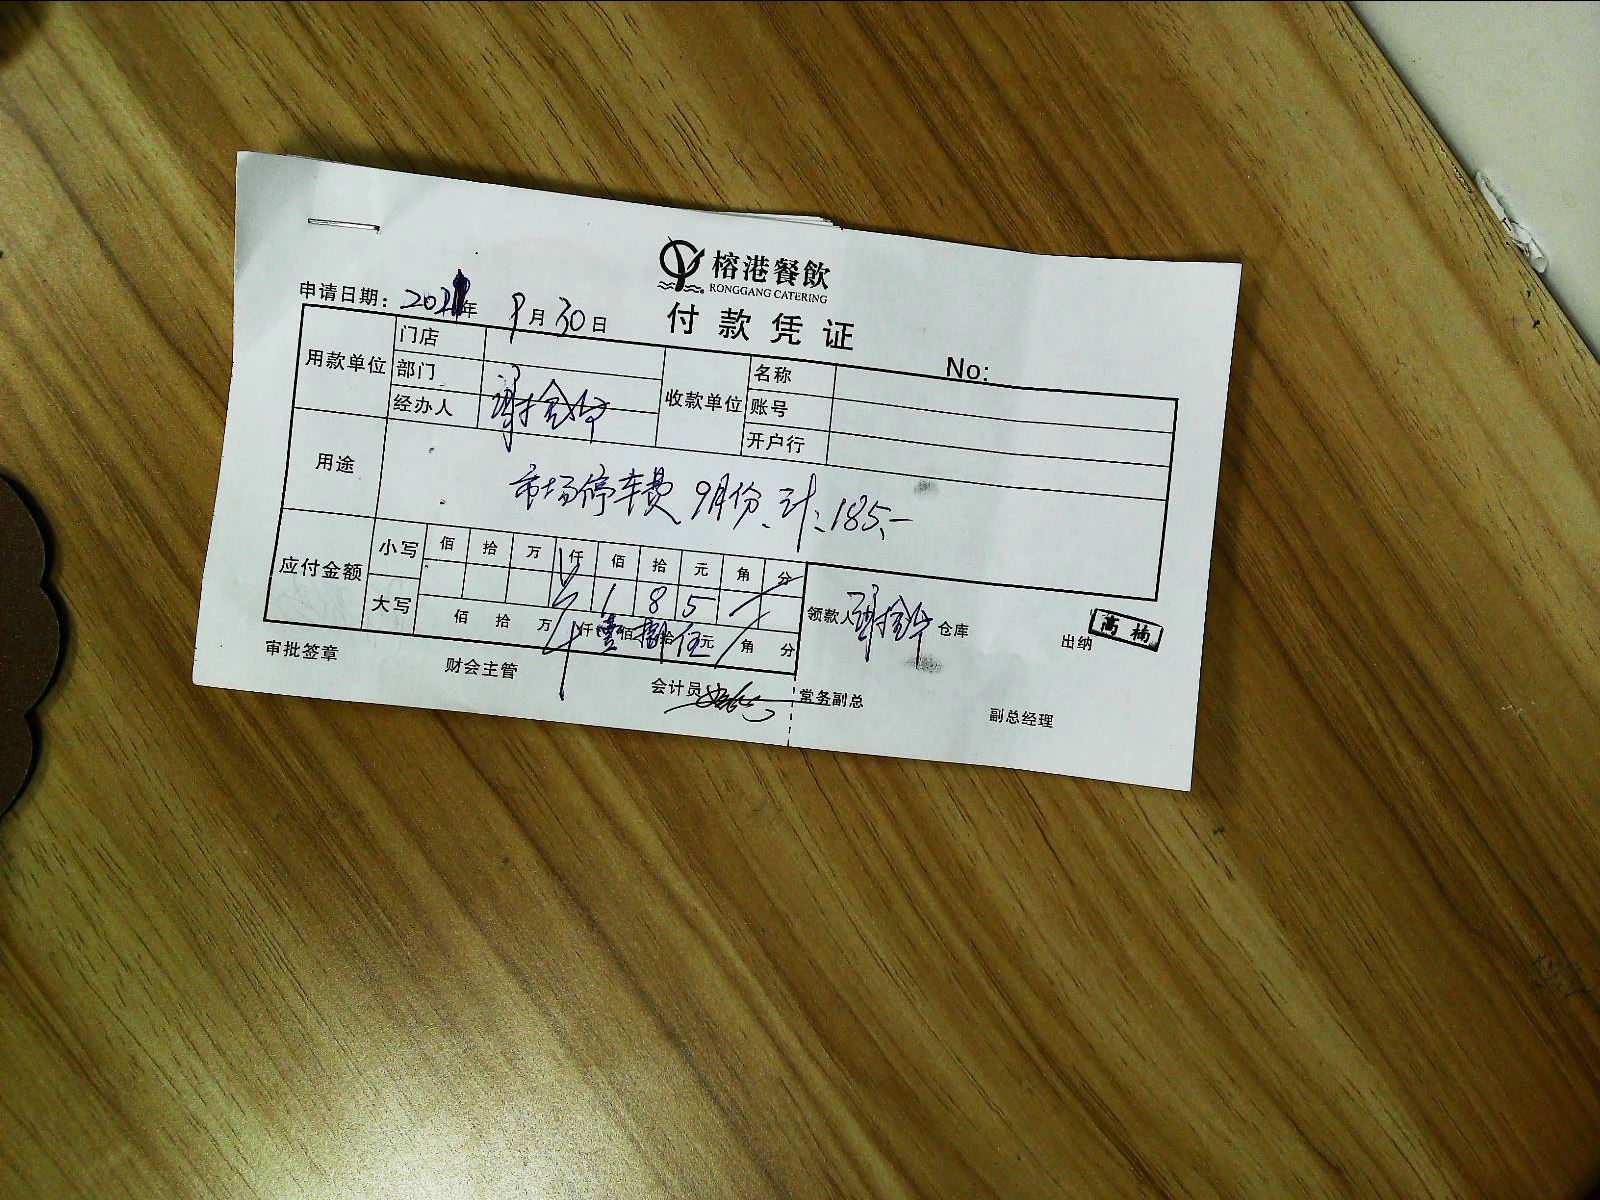 榕港餐飲
RONGGANG CATERING
付款凭证
申请日期：2021年 9月30日
No:
用款单位 门店 收款单位 名称
部门 账号
经办人 开户行
用途 市场停车费、9月份、计：185.—
应付金额 小写 佰 拾 万 仟 佰 拾 元 角 分
¥ 1 8 5
大写 佰 拾 万 仟 壹佰 捌拾 伍元 角 分
领款人 仓库 出纳 高楠
审批签章 财会主管 会计员 常务副总 副总经理